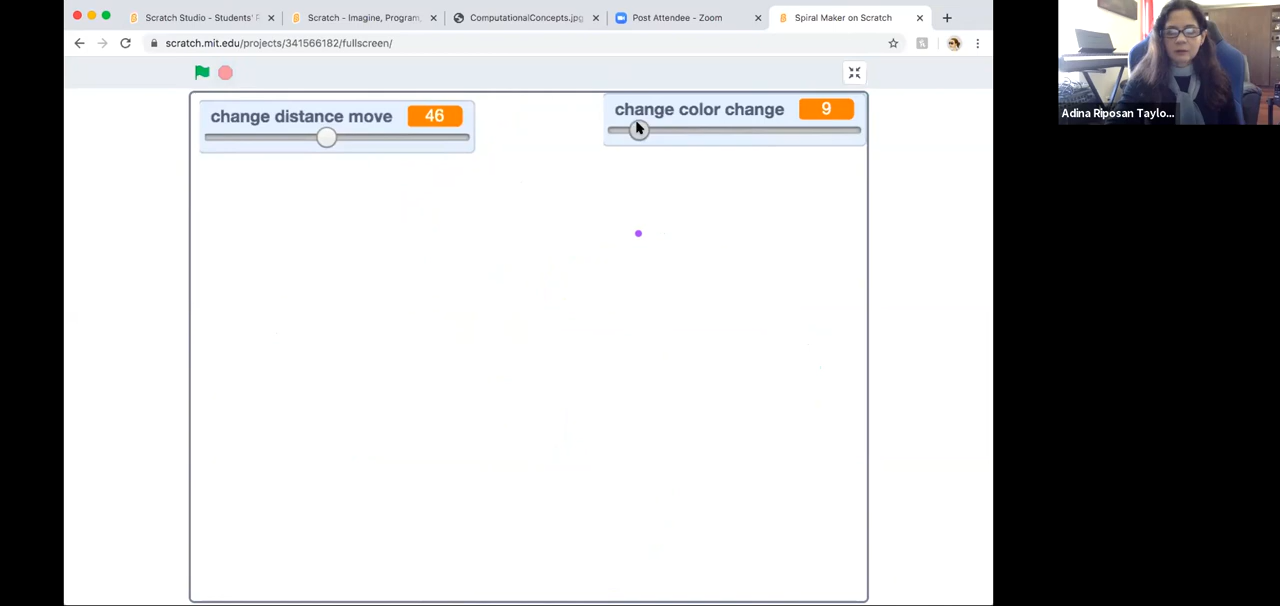 Scratch Studio - Students' P
Scratch - Imagine, Program,
ComputationalConcepts.jpg
Post Attendee - Zoom
Spiral Maker on Scratch
scratch.mit.edu/projects/341566182/fullscreen/
change distance move 46
change color change 9
Adina Riposan Taylo...